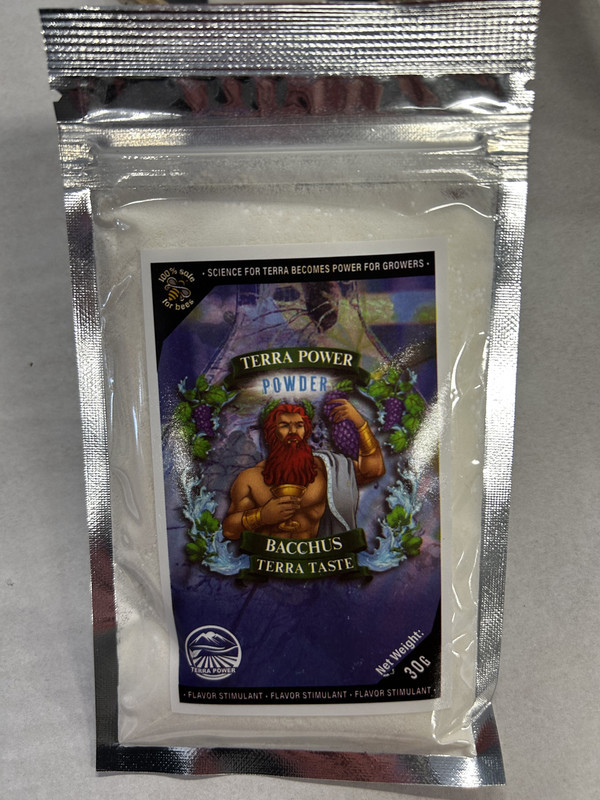 100% safe
for bees
· SCIENCE FOR TERRA BECOMES POWER FOR GROWERS ·
TERRA POWER
POWDER
BACCHUS
TERRA TASTE
TERRA POWER
Net Weight:
30G
· FLAVOR STIMULANT · FLAVOR STIMULANT · FLAVOR STIMULANT ·